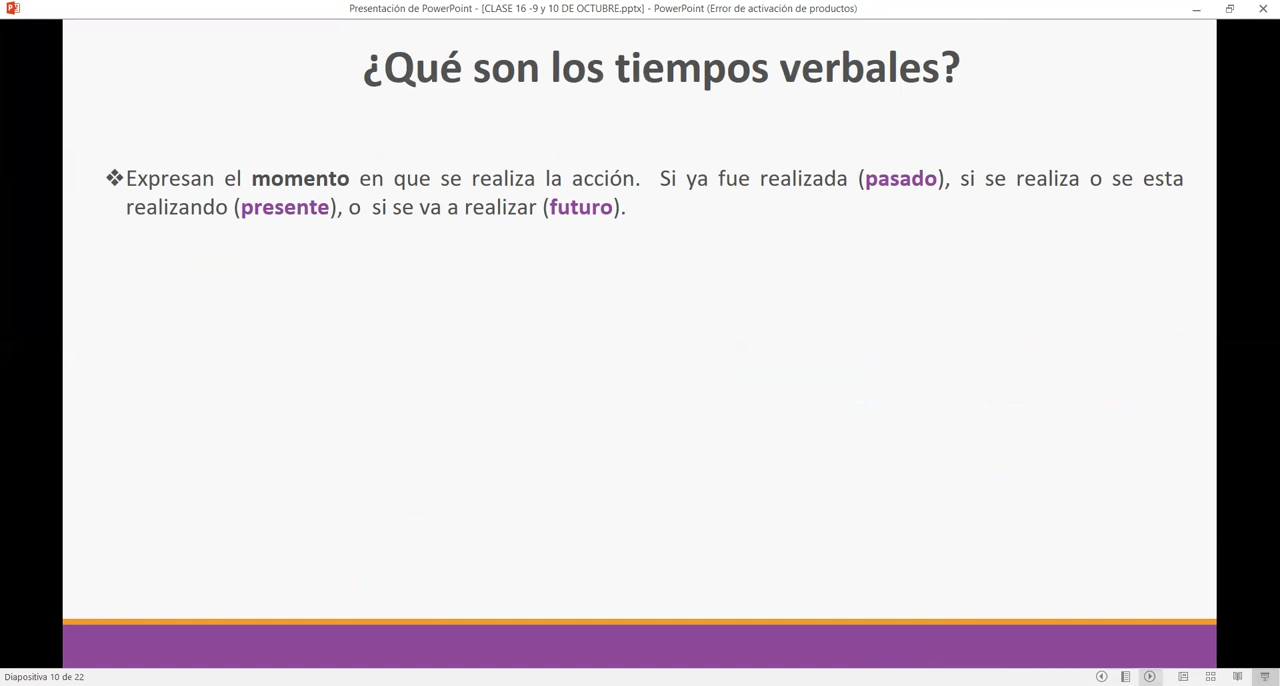 Presentación de PowerPoint - [CLASE 16 -9 y 10 DE OCTUBRE.pptx] - PowerPoint (Error de activación de productos)
¿Qué son los tiempos verbales?
❖Expresan el momento en que se realiza la acción. Si ya fue realizada (pasado), si se realiza o se esta
realizando (presente), o si se va a realizar (futuro).
Diapositiva 10 de 22